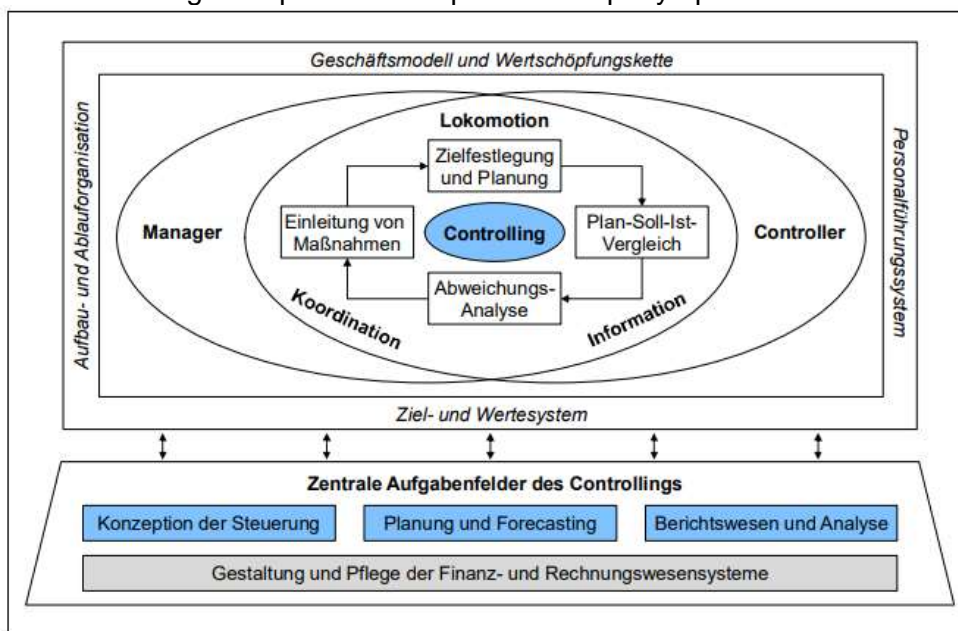 Geschäftsmodell und Wertschöpfungskette
Aufbau- und Ablauforganisation
Personalführungssystem
Lokomotion
Zielfestlegung
und Planung
Manager
Einleitung von
Maßnahmen
Controlling
Plan-Soll-Ist-
Vergleich
Controller
Abweichungs-
Analyse
Koordination
Information
Ziel- und Wertesystem
Zentrale Aufgabenfelder des Controllings
Konzeption der Steuerung
Planung und Forecasting
Berichtswesen und Analyse
Gestaltung und Pflege der Finanz- und Rechnungswesensysteme